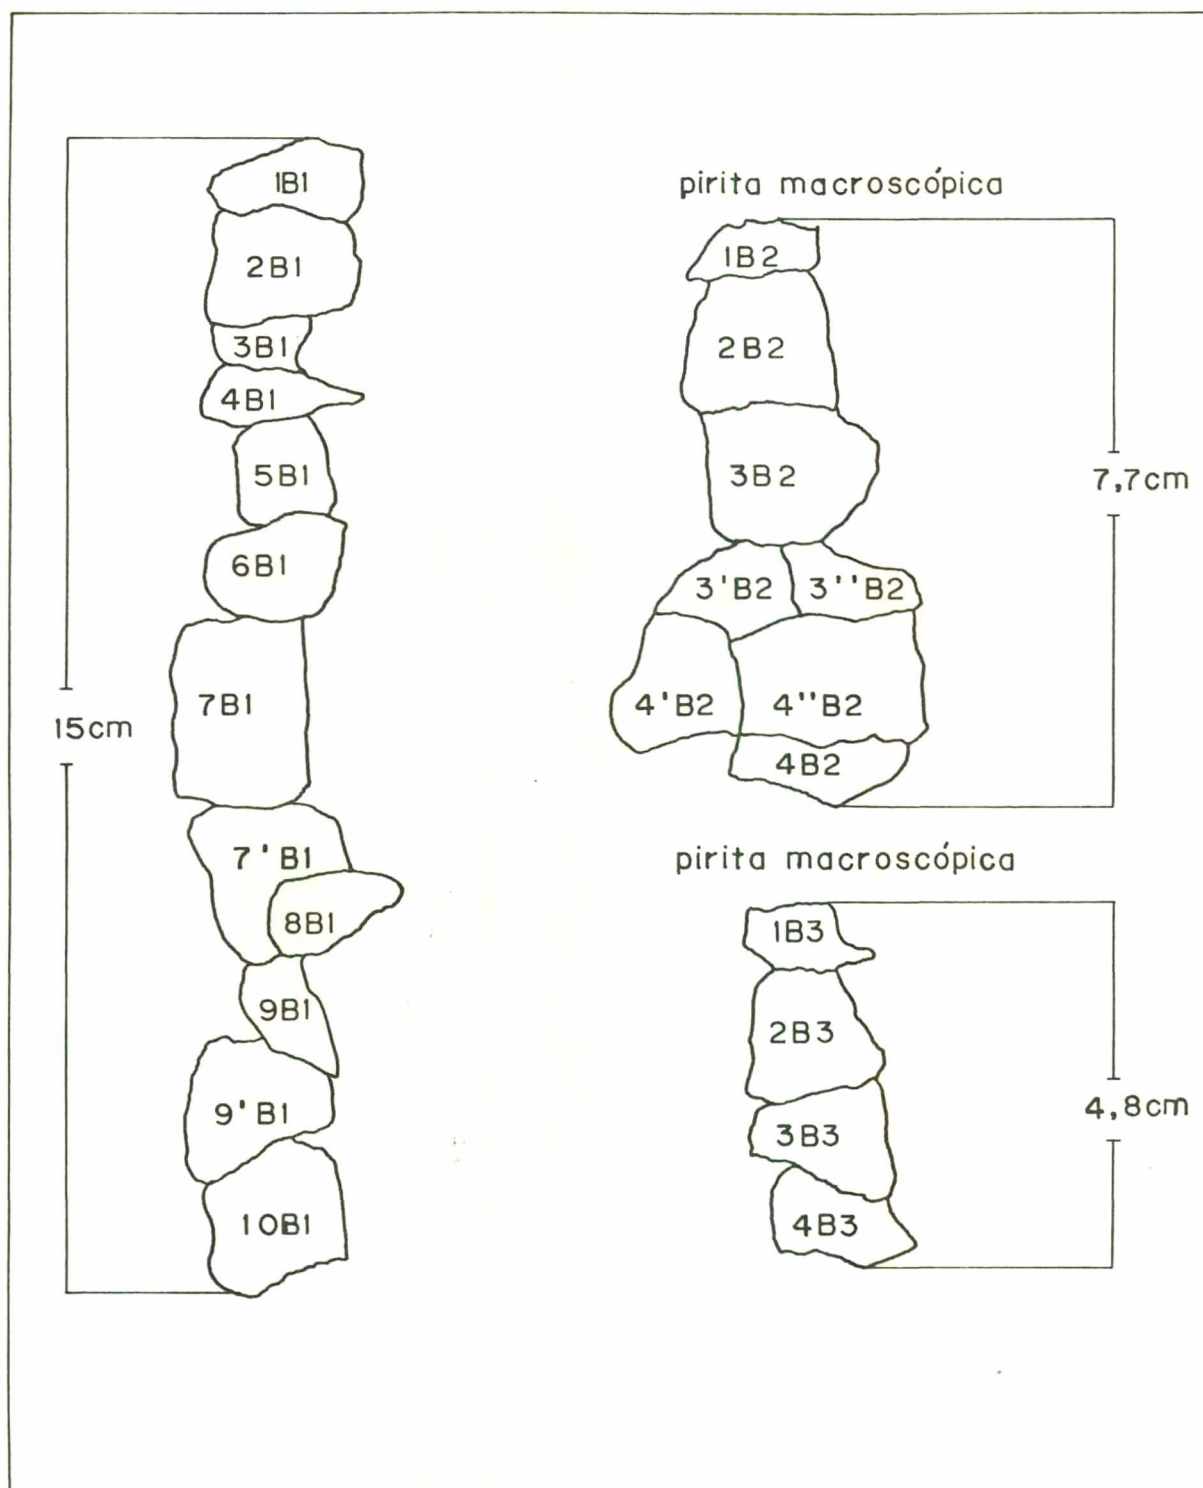 1B1
2B1
3B1
4B1
5B1
6B1
7B1
15cm
7'B1
8B1
9B1
9'B1
10B1
pirita macroscópica
1B2
2B2
3B2
7,7cm
3'B2 3''B2
4'B2 4''B2
4B2
pirita macroscópica
1B3
2B3
3B3
4,8cm
4B3